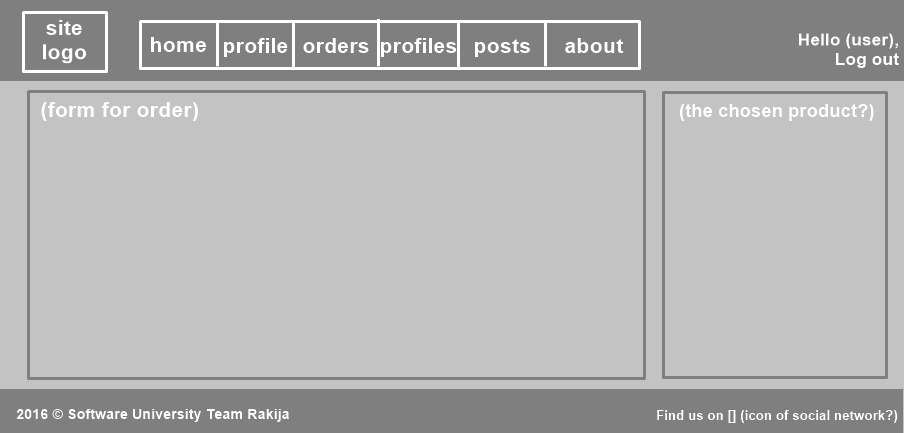 site
logo
home
profile
orders
profiles
posts
about
Hello (user),
Log out
(form for order)
(the chosen product?)
2016 © Software University Team Rakija
Find us on [] (icon of social network?)